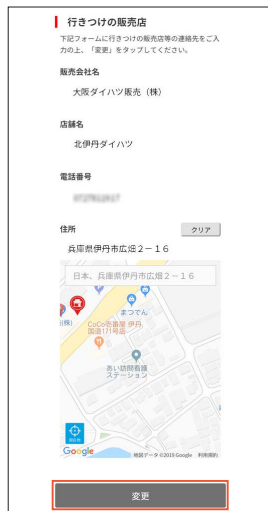 行きつけの販売店
下記フォームに行きつけの販売店等の連絡先をご入
力の上、「変更」をタップしてください。
販売会社名
大阪ダイハツ販売（株）
店舗名
北伊丹ダイハツ
電話番号
住所
クリア
兵庫県伊丹市広畑２－１６
日本、兵庫県伊丹市広畑２－１６
まつでん
(株)
CoCo壱番屋 伊丹
国道171号店
あい訪問看護
ステーション
現在地
Google
地図データ ©2019 Google
利用規約
変更